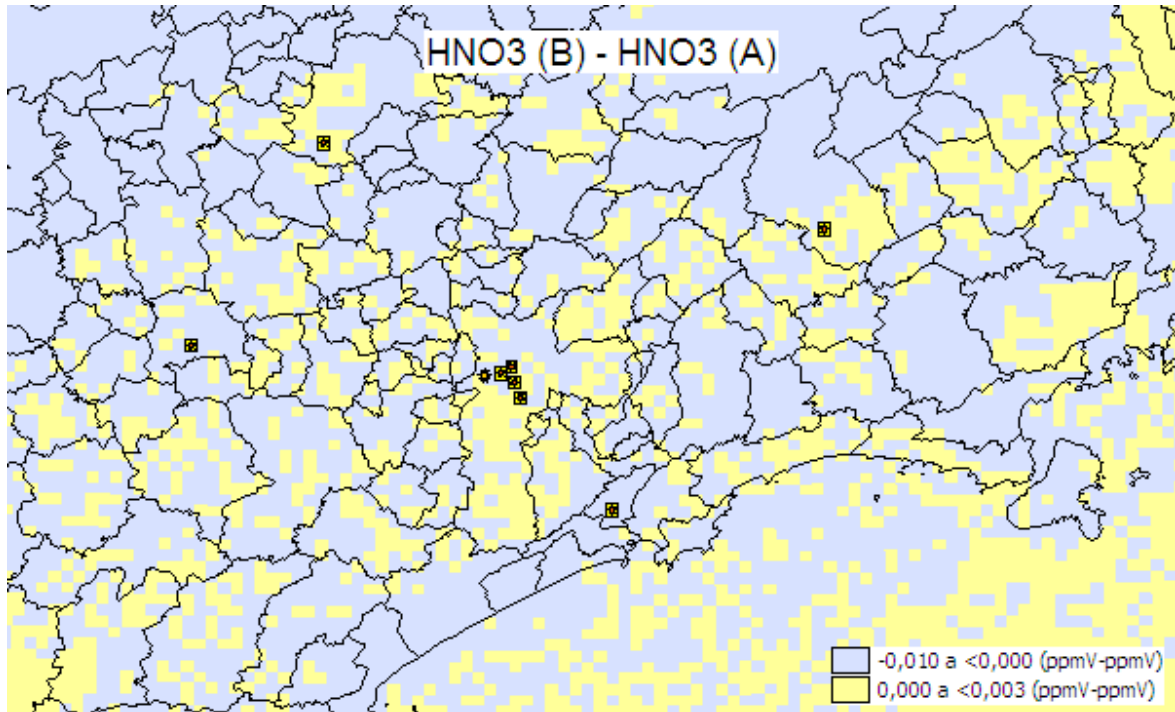 HNO3 (B) - HNO3 (A)
-0,010 a <0,000 (ppmV-ppmV)
0,000 a <0,003 (ppmV-ppmV)